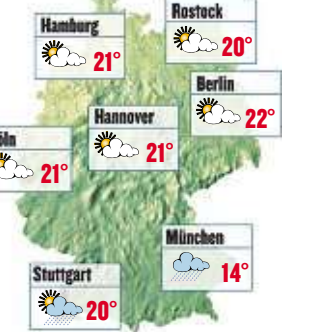 Rostock
20°
Hamburg
21°
Berlin
22°
Hannover
21°
öln
21°
München
14°
Stuttgart
20°